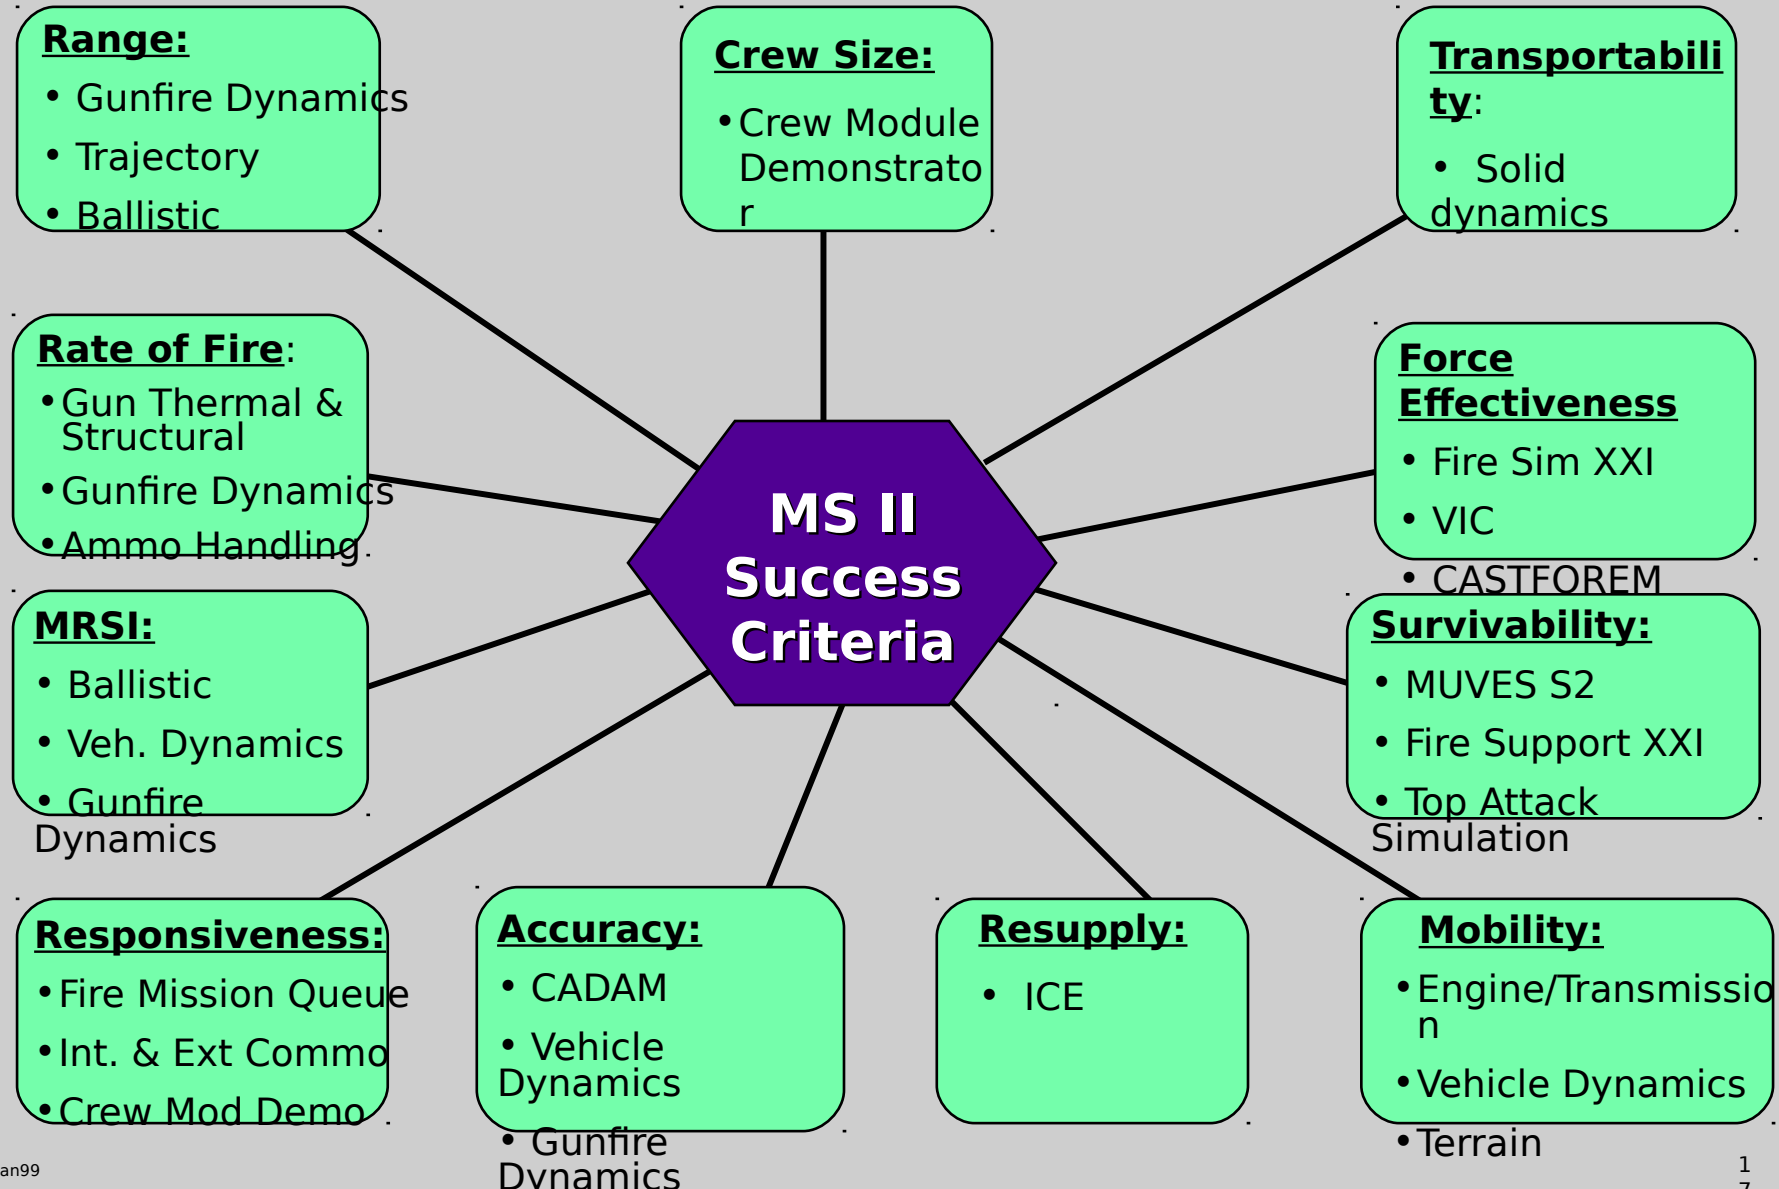 Range:
• Gunfire Dynamics
• Trajectory
• Ballistic
Crew Size:
• Crew Module
Demonstrato
r
Transportabili
ty:
• Solid
dynamics
Rate of Fire:
• Gun Thermal &
Structural
• Gunfire Dynamics
• Ammo Handling
Force
Effectiveness
• Fire Sim XXI
• VIC
• CASTFOREM
MS II
Success
Criteria
MRSI:
• Ballistic
• Veh. Dynamics
• Gunfire
Dynamics
Survivability:
• MUVES S2
• Fire Support XXI
• Top Attack
Simulation
Responsiveness:
• Fire Mission Queue
• Int. & Ext Commo
• Crew Mod Demo
Accuracy:
• CADAM
• Vehicle
Dynamics
• Gunfire
Dynamics
Resupply:
• ICE
Mobility:
• Engine/Transmissio
n
• Vehicle Dynamics
• Terrain
an99
1
7